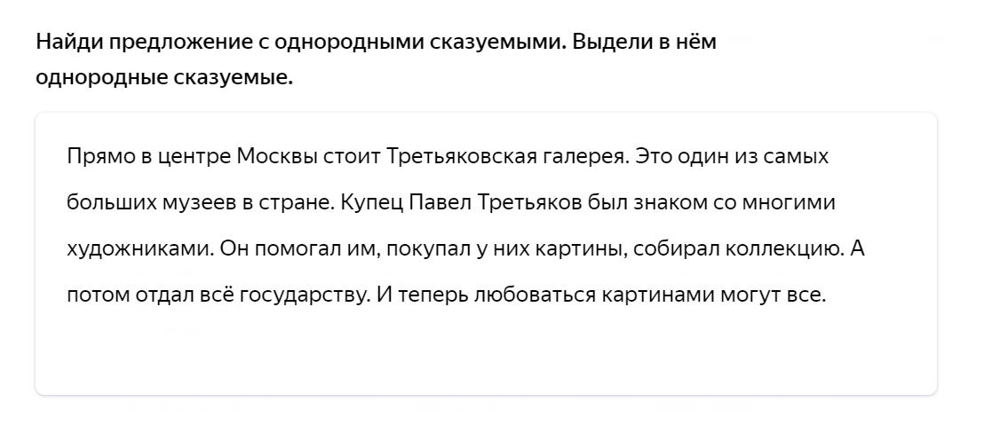 Найди предложение с однородными сказуемыми. Выдели в нём
однородные сказуемые.
Прямо в центре Москвы стоит Третьяковская галерея. Это один из самых
больших музеев в стране. Купец Павел Третьяков был знаком со многими
художниками. Он помогал им, покупал у них картины, собирал коллекцию. А
потом отдал всё государству. И теперь любоваться картинами могут все.